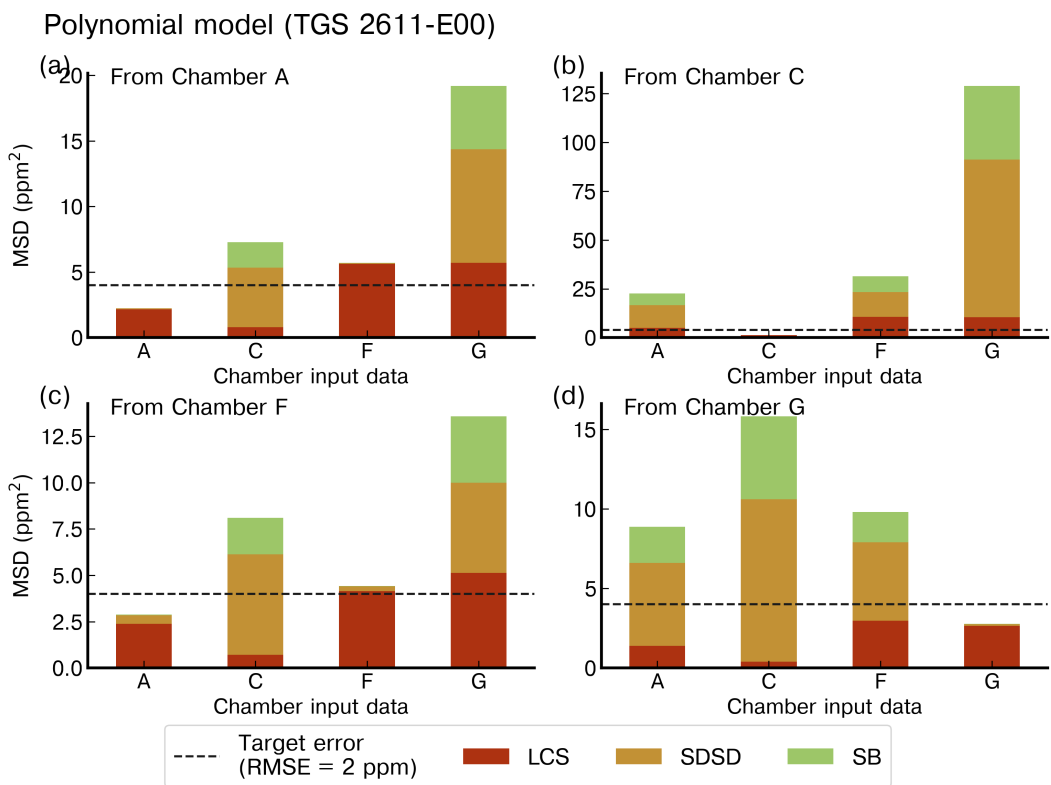 Polynomial model (TGS 2611-E00)
(a)
From Chamber A
20
15
10
5
0
MSD (ppm²)
A C F G
Chamber input data
(b)
From Chamber C
125
100
75
50
25
0
A C F G
Chamber input data
(c)
From Chamber F
12.5
10.0
7.5
5.0
2.5
0.0
MSD (ppm²)
A C F G
Chamber input data
(d)
From Chamber G
15
10
5
0
A C F G
Chamber input data
Target error
(RMSE = 2 ppm)
LCS
SDSD
SB